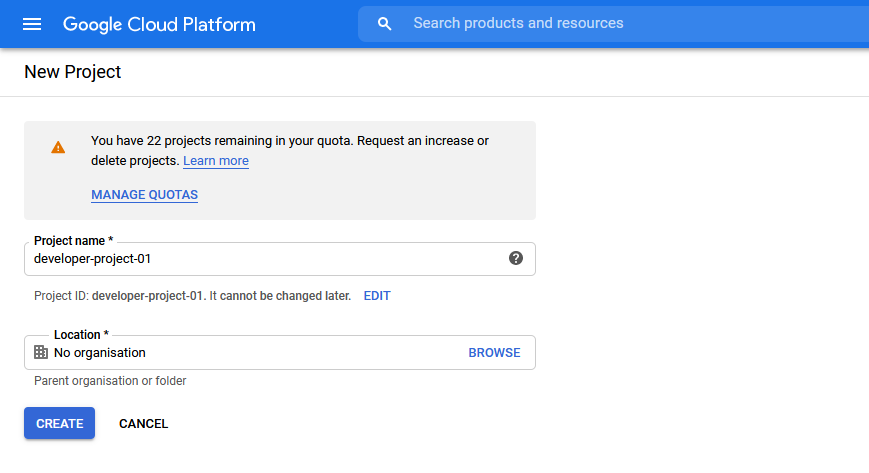 Google Cloud Platform
Search products and resources
New Project
You have 22 projects remaining in your quota. Request an increase or
delete projects. Learn more
MANAGE QUOTAS
Project name *
developer-project-01
Project ID: developer-project-01. It cannot be changed later. EDIT
Location *
No organisation BROWSE
Parent organisation or folder
CREATE CANCEL